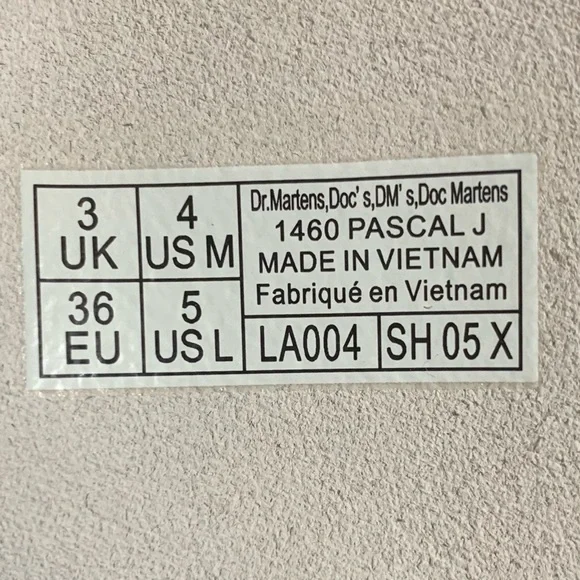 3
UK
4
US M
36
EU
5
US L
Dr.Martens,Doc's,DM's,Doc Martens
1460 PASCAL J
MADE IN VIETNAM
Fabriqué en Vietnam
LA004
SH 05 X